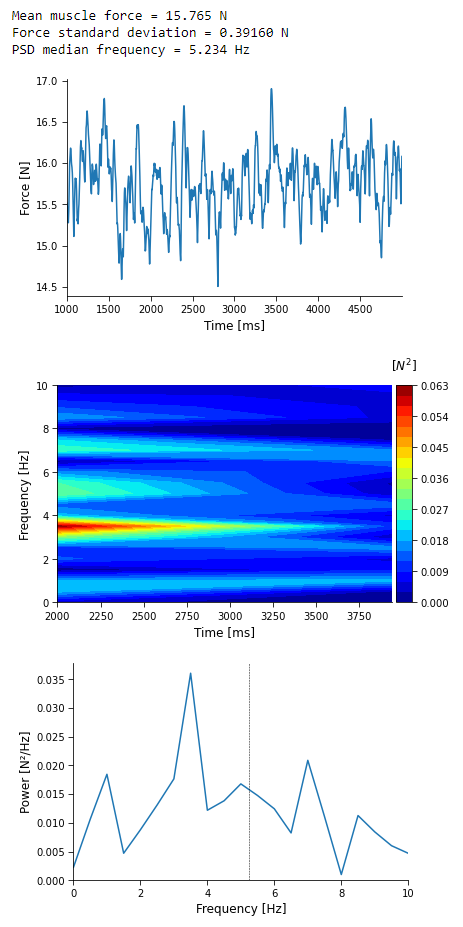 Mean muscle force = 15.765 N
Force standard deviation = 0.39160 N
PSD median frequency = 5.234 Hz
17.0
16.5
16.0
15.5
15.0
14.5
Force [N]
1000 1500 2000 2500 3000 3500 4000 4500
Time [ms]
[N²]
10
8
6
4
2
0
Frequency [Hz]
2000 2250 2500 2750 3000 3250 3500 3750
Time [ms]
0.063
0.054
0.045
0.036
0.027
0.018
0.009
0.000
0.035
0.030
0.025
0.020
0.015
0.010
0.005
0.000
Power [N²/Hz]
0 2 4 6 8 10
Frequency [Hz]